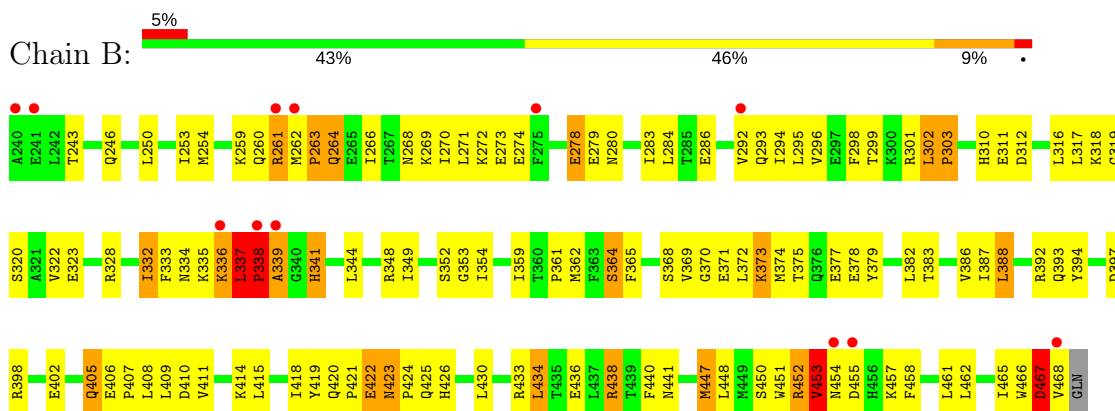 5%
Chain B:
43% 46% 9% •
A240 E241 L242 T243 Q246 L250 I253 M254 K259 Q260 R261 M262 P263 Q264 E265 I266 T267 N268 K269 I270 L271 K272 E273 E274 F275 E278 E279 N280 I283 L284 T285 E286 V292 Q293 I294 L295 V296 E297 F298 T299 K300 R301 L302 P303 H310 E311 D312 L316 L317 K318
S320 A321 V322 E323 R328 I332 F333 N334 K335 K336 L337 P338 A339 G340 H341 L344 R348 I349 S352 G353 I354 I359 T360 P361 M362 F363 S364 F365 S368 V369 G370 E371 L372 K373 M374 T375 Q376 E377 E378 Y379 L382 T383 V386 I387 L388 R392 Q393 Y394 D397
R398 E402 Q405 E406 P407 L408 L409 D410 V411 K414 L415 I418 Y419 Q420 P421 E422 N423 P424 Q425 H426 L430 R433 L434 T435 E436 L437 R438 T439 F440 N441 M447 L448 M449 S450 W451 R452 V453 N454 D455 H456 K457 F458 L461 L462 I465 W466 D467 V468 GLN